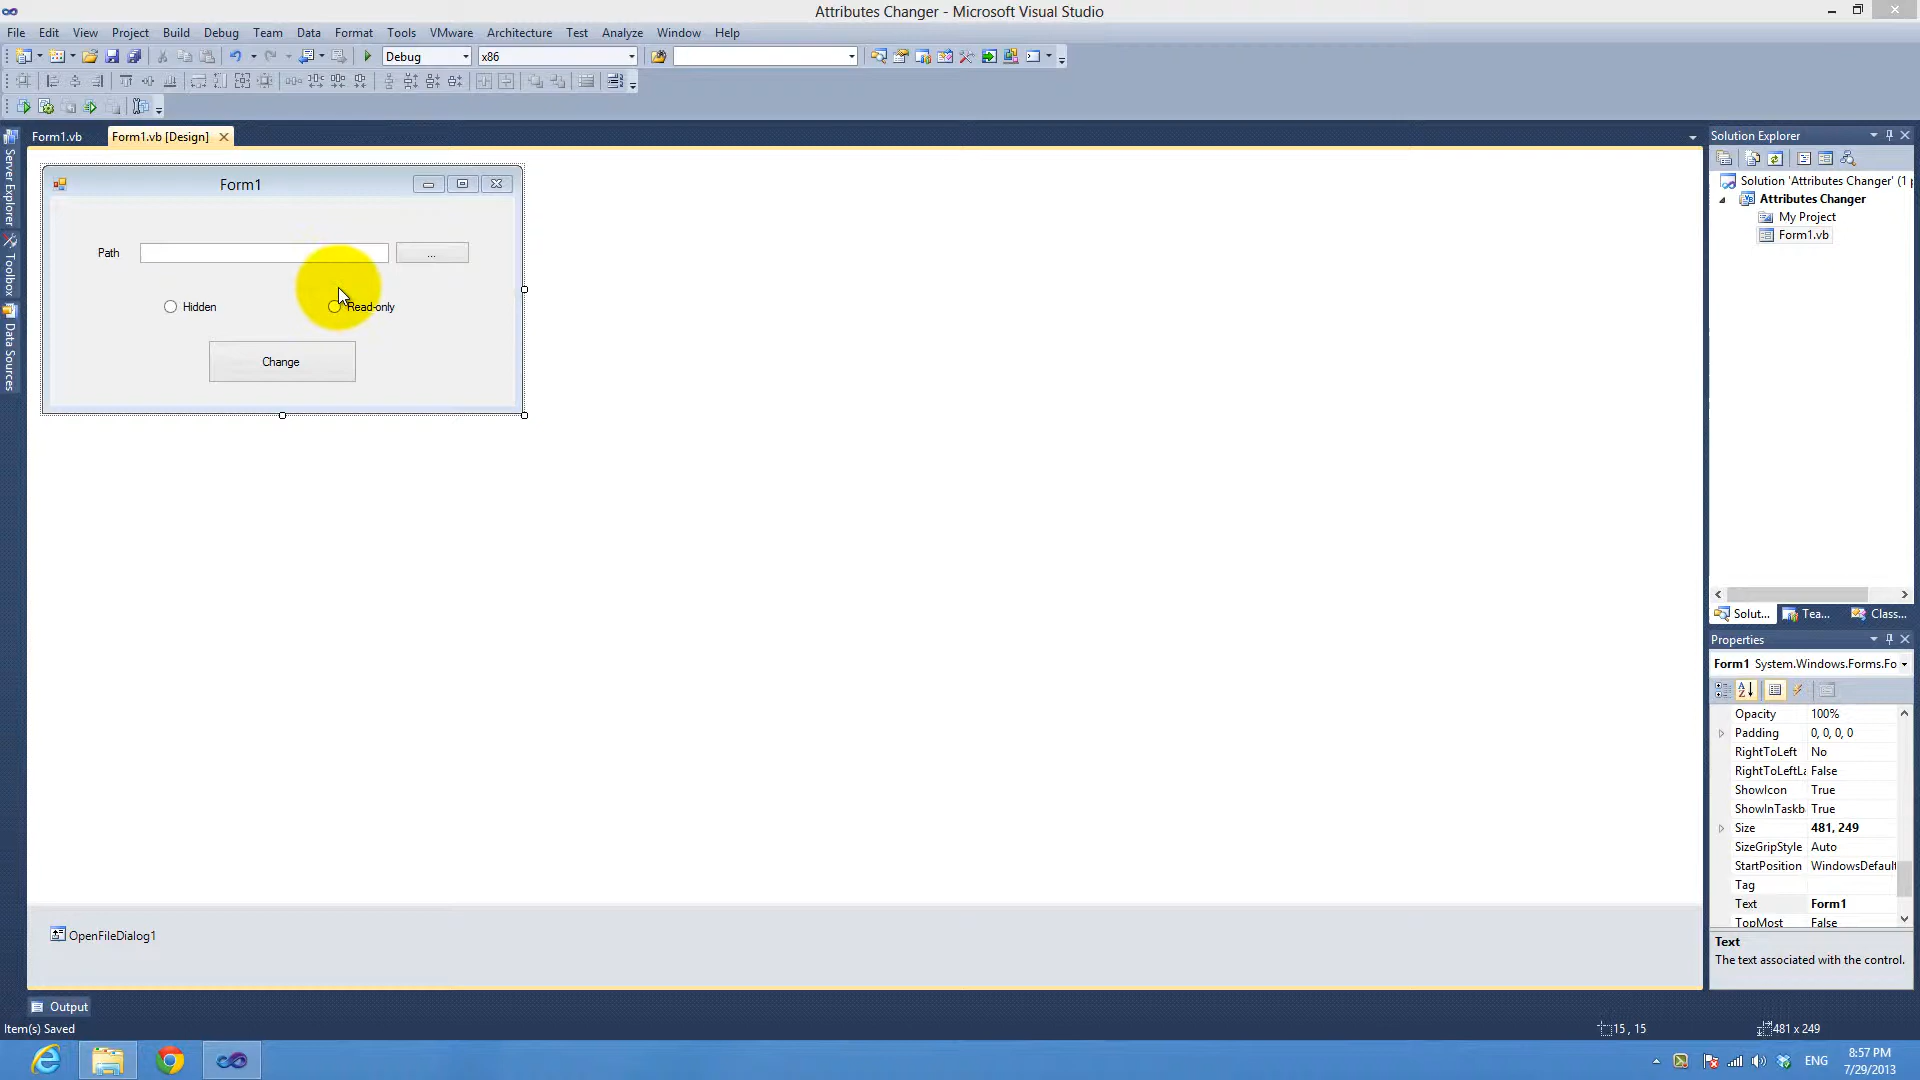 Attributes Changer - Microsoft Visual Studio
File Edit View Project Build Debug Team Data Format Tools VMware Architecture Test Analyze Window Help
Debug x86
Form1.vb Form1.vb [Design]
Server Explorer
Toolbox
Data Sources
Form1
Path ...
Hidden Read-only
Change
OpenFileDialog1
Solution Explorer
Solution 'Attributes Changer' (1 p
Attributes Changer
My Project
Form1.vb
Solut... Tea... Class...
Properties
Form1 System.Windows.Forms.Fo
Opacity 100%
Padding 0, 0, 0, 0
RightToLeft No
RightToLeftLa False
ShowIcon True
ShowInTaskb True
Size 481, 249
SizeGripStyle Auto
StartPosition WindowsDefault
Tag
Text Form1
TopMost False
Text
The text associated with the control.
Output
Item(s) Saved 15 , 15 481 x 249
ENG 8:57 PM
7/29/2013